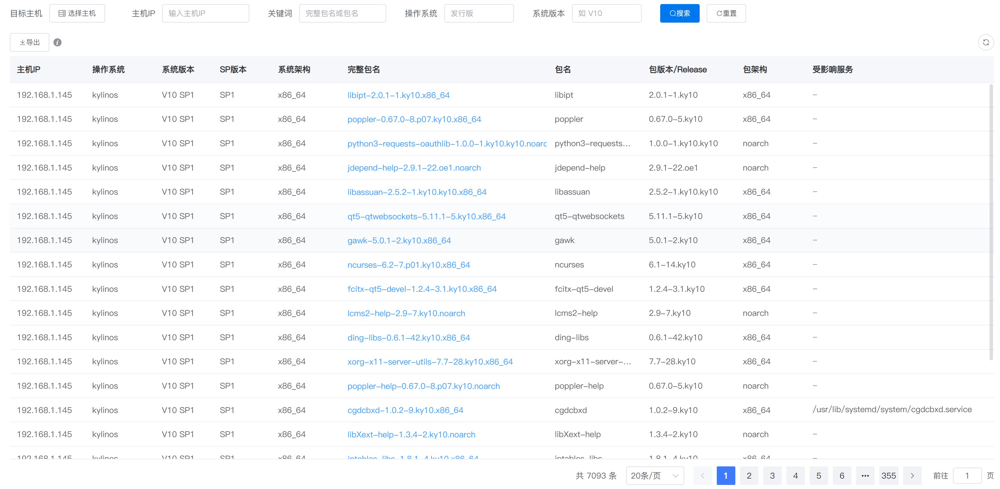 目标主机 选择主机 主机IP 输入主机IP 关键词 完整包名或包名 操作系统 发行版 系统版本 如 V10 搜索 重置
导出
主机IP 操作系统 系统版本 SP版本 系统架构 完整包名 包名 包版本/Release 包架构 受影响服务
192.168.1.145 kylinos V10 SP1 SP1 x86_64 libipt-2.0.1-1.ky10.x86_64 libipt 2.0.1-1.ky10 x86_64 -
192.168.1.145 kylinos V10 SP1 SP1 x86_64 poppler-0.67.0-8.p07.ky10.x86_64 poppler 0.67.0-5.ky10 x86_64 -
192.168.1.145 kylinos V10 SP1 SP1 x86_64 python3-requests-oauthlib-1.0.0-1.ky10.ky10.noarc python3-requests... 1.0.0-1.ky10.ky10 noarch -
192.168.1.145 kylinos V10 SP1 SP1 x86_64 jdepend-help-2.9.1-22.oe1.noarch jdepend-help 2.9.1-22.oe1 noarch -
192.168.1.145 kylinos V10 SP1 SP1 x86_64 libassuan-2.5.2-1.ky10.ky10.x86_64 libassuan 2.5.2-1.ky10.ky10 x86_64 -
192.168.1.145 kylinos V10 SP1 SP1 x86_64 qt5-qtwebsockets-5.11.1-5.ky10.x86_64 qt5-qtwebsockets 5.11.1-5.ky10 x86_64 -
192.168.1.145 kylinos V10 SP1 SP1 x86_64 gawk-5.0.1-2.ky10.x86_64 gawk 5.0.1-2.ky10 x86_64 -
192.168.1.145 kylinos V10 SP1 SP1 x86_64 ncurses-6.2-7.p01.ky10.x86_64 ncurses 6.1-14.ky10 x86_64 -
192.168.1.145 kylinos V10 SP1 SP1 x86_64 fcitx-qt5-devel-1.2.4-3.1.ky10.x86_64 fcitx-qt5-devel 1.2.4-3.1.ky10 x86_64 -
192.168.1.145 kylinos V10 SP1 SP1 x86_64 lcms2-help-2.9-7.ky10.noarch lcms2-help 2.9-7.ky10 noarch -
192.168.1.145 kylinos V10 SP1 SP1 x86_64 ding-libs-0.6.1-42.ky10.x86_64 ding-libs 0.6.1-42.ky10 x86_64 -
192.168.1.145 kylinos V10 SP1 SP1 x86_64 xorg-x11-server-utils-7.7-28.ky10.x86_64 xorg-x11-server-... 7.7-28.ky10 x86_64 -
192.168.1.145 kylinos V10 SP1 SP1 x86_64 poppler-help-0.67.0-8.p07.ky10.noarch poppler-help 0.67.0-5.ky10 noarch -
192.168.1.145 kylinos V10 SP1 SP1 x86_64 cgdcbxd-1.0.2-9.ky10.x86_64 cgdcbxd 1.0.2-9.ky10 x86_64 /usr/lib/systemd/system/cgdcbxd.service
192.168.1.145 kylinos V10 SP1 SP1 x86_64 libXext-help-1.3.4-2.ky10.noarch libXext-help 1.3.4-2.ky10 noarch -
192.168.1.145 kylinos V10 SP1 SP1 x86_64 iptables-libs-1.8.1-4.ky10.x86_64 iptables-libs 1.8.1-4.ky10 x86_64 -
共 7093 条 20条/页 1 2 3 4 5 6 ••• 355 前往 1 页